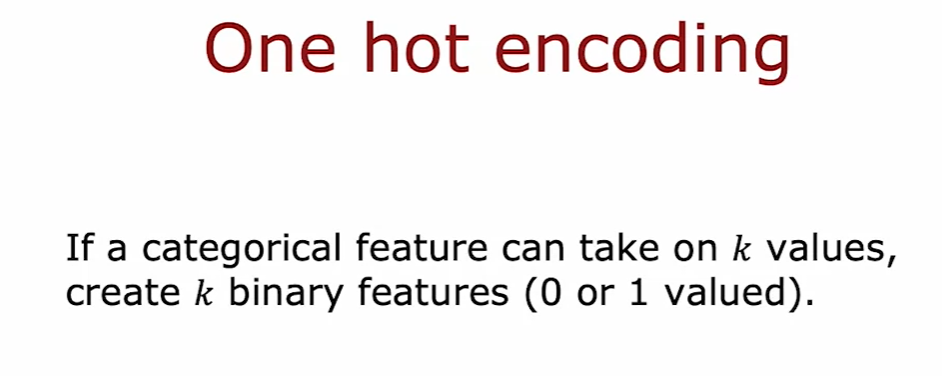 One hot encoding
If a categorical feature can take on k values,
create k binary features (0 or 1 valued).